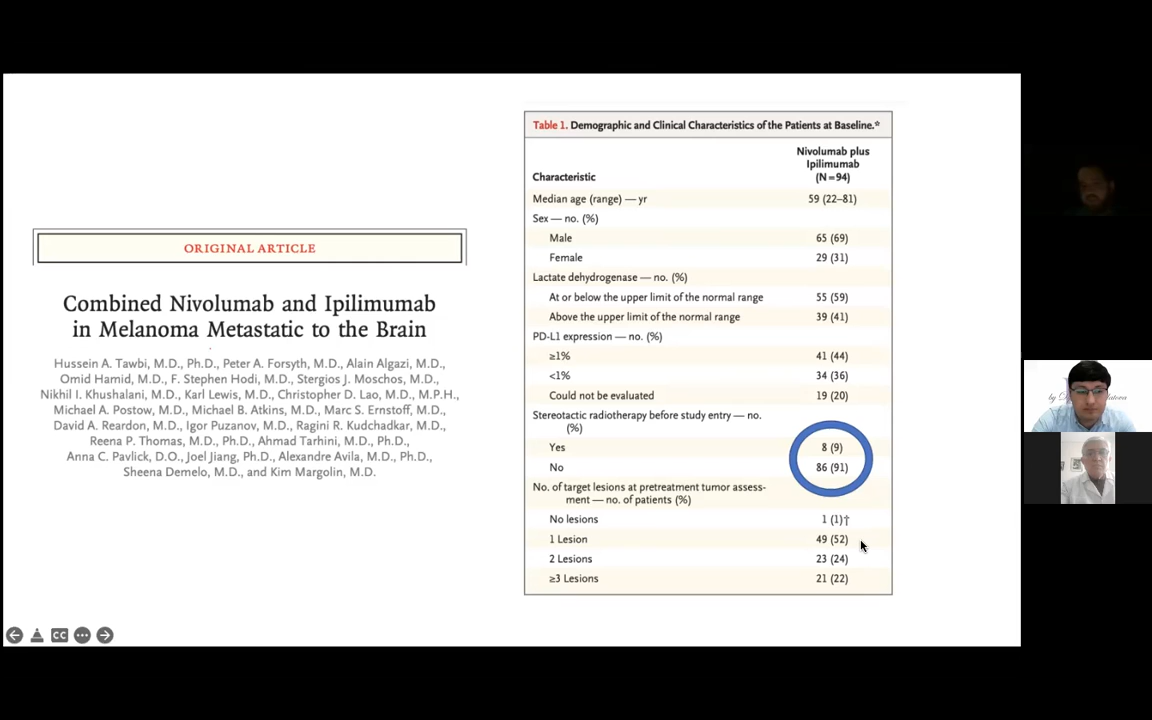 ORIGINAL ARTICLE
Combined Nivolumab and Ipilimumab
in Melanoma Metastatic to the Brain
Hussein A. Tawbi, M.D., Ph.D., Peter A. Forsyth, M.D., Alain Algazi, M.D.,
Omid Hamid, M.D., F. Stephen Hodi, M.D., Stergios J. Moschos, M.D.,
Nikhil I. Khushalani, M.D., Karl Lewis, M.D., Christopher D. Lao, M.D., M.P.H.,
Michael A. Postow, M.D., Michael B. Atkins, M.D., Marc S. Ernstoff, M.D.,
David A. Reardon, M.D., Igor Puzanov, M.D., Ragini R. Kudchadkar, M.D.,
Reena P. Thomas, M.D., Ph.D., Ahmad Tarhini, M.D., Ph.D.,
Anna C. Pavlick, D.O., Joel Jiang, Ph.D., Alexandre Avila, M.D., Ph.D.,
Sheena Demelo, M.D., and Kim Margolin, M.D.
Table 1. Demographic and Clinical Characteristics of the Patients at Baseline.*
Nivolumab plus
Ipilimumab
Characteristic (N=94)
Median age (range) — yr 59 (22–81)
Sex — no. (%)
Male 65 (69)
Female 29 (31)
Lactate dehydrogenase — no. (%)
At or below the upper limit of the normal range 55 (59)
Above the upper limit of the normal range 39 (41)
PD-L1 expression — no. (%)
≥1% 41 (44)
<1% 34 (36)
Could not be evaluated 19 (20)
Stereotactic radiotherapy before study entry — no.
(%)
Yes 8 (9)
No 86 (91)
No. of target lesions at pretreatment tumor assess-
ment — no. of patients (%)
No lesions 1 (1)†
1 Lesion 49 (52)
2 Lesions 23 (24)
≥3 Lesions 21 (22)
CC
by